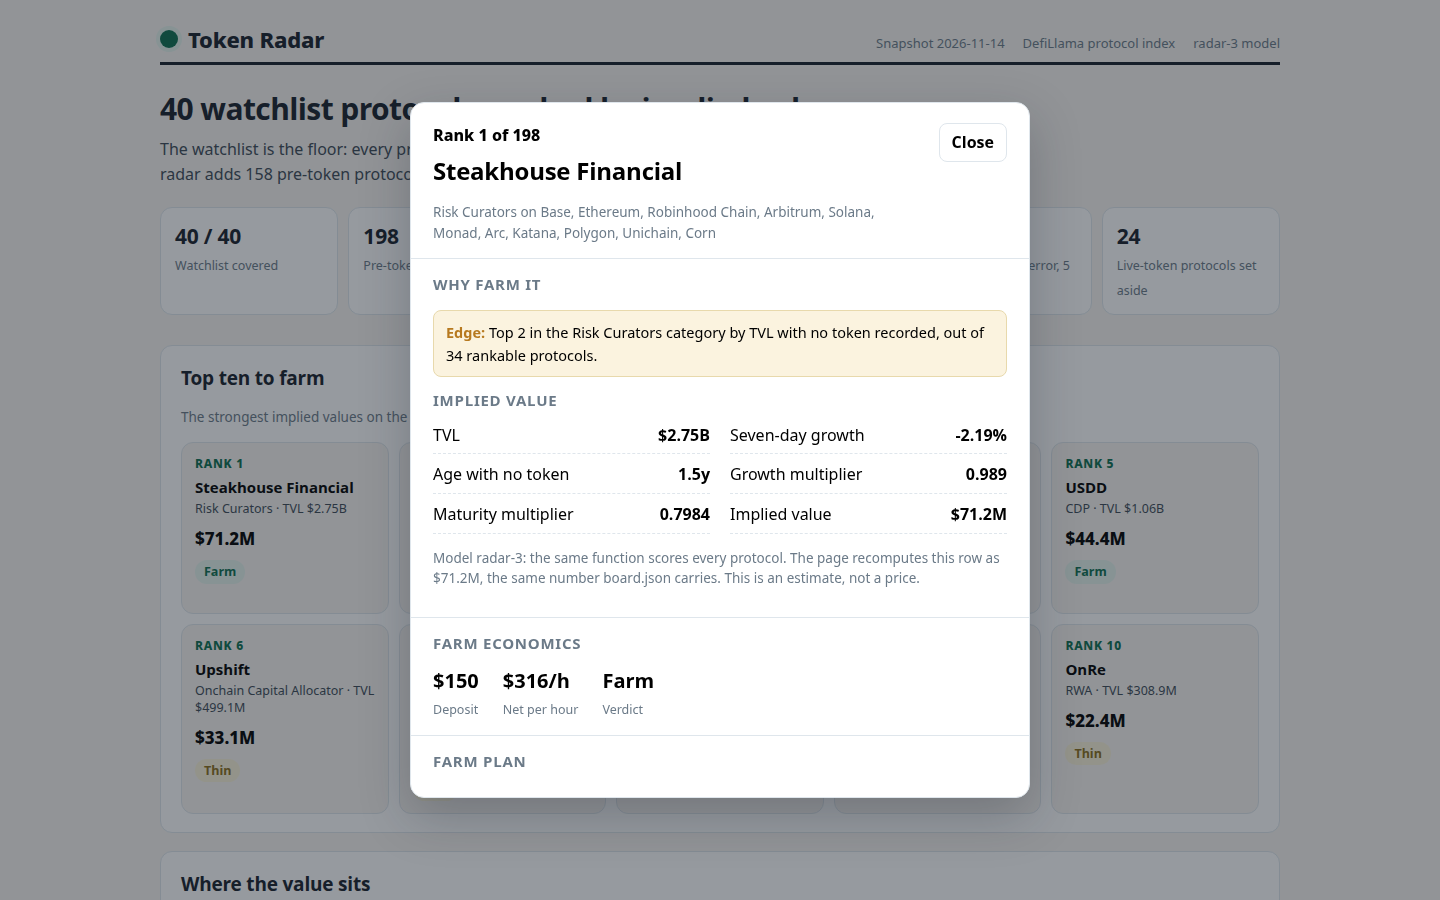 Token Radar
Snapshot 2026-11-14 DefiLlama protocol index radar-3 model
40 watchlist
The watchlist is the floor: every
radar adds 158 pre-token
40 / 40
Watchlist covered
198
error, 5
24
Live-token protocols set
aside
Top ten to farm
The strongest implied values on the
RANK 1
Steakhouse Financial
Risk Curators · TVL $2.75B
$71.2M
Farm
RANK 5
USDD
CDP · TVL $1.06B
$44.4M
Farm
RANK 6
Upshift
Onchain Capital Allocator · TVL
$499.1M
$33.1M
Thin
RANK 10
OnRe
RWA · TVL $308.9M
$22.4M
Thin
Where the value sits
Rank 1 of 198
Close
Steakhouse Financial
Risk Curators on Base, Ethereum, Robinhood Chain, Arbitrum, Solana,
Monad, Arc, Katana, Polygon, Unichain, Corn
WHY FARM IT
Edge: Top 2 in the Risk Curators category by TVL with no token recorded, out of
34 rankable protocols.
IMPLIED VALUE
TVL $2.75B
Seven-day growth -2.19%
Age with no token 1.5y
Growth multiplier 0.989
Maturity multiplier 0.7984
Implied value $71.2M
Model radar-3: the same function scores every protocol. The page recomputes this row as
$71.2M, the same number board.json carries. This is an estimate, not a price.
FARM ECONOMICS
$150 $316/h Farm
Deposit Net per hour Verdict
FARM PLAN